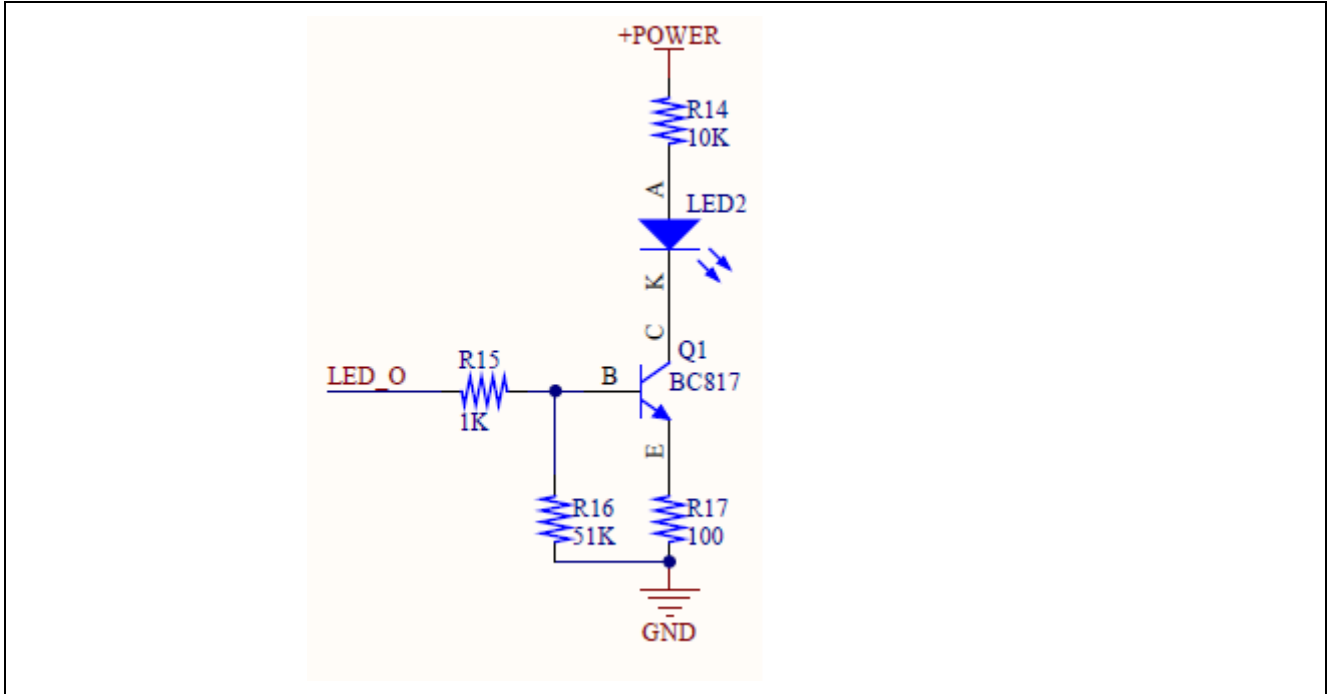 +POWER
R14
10K
A
LED2
K
C
Q1
BC817
R15
LED_O
B
1K
E
R16
51K
R17
100
GND